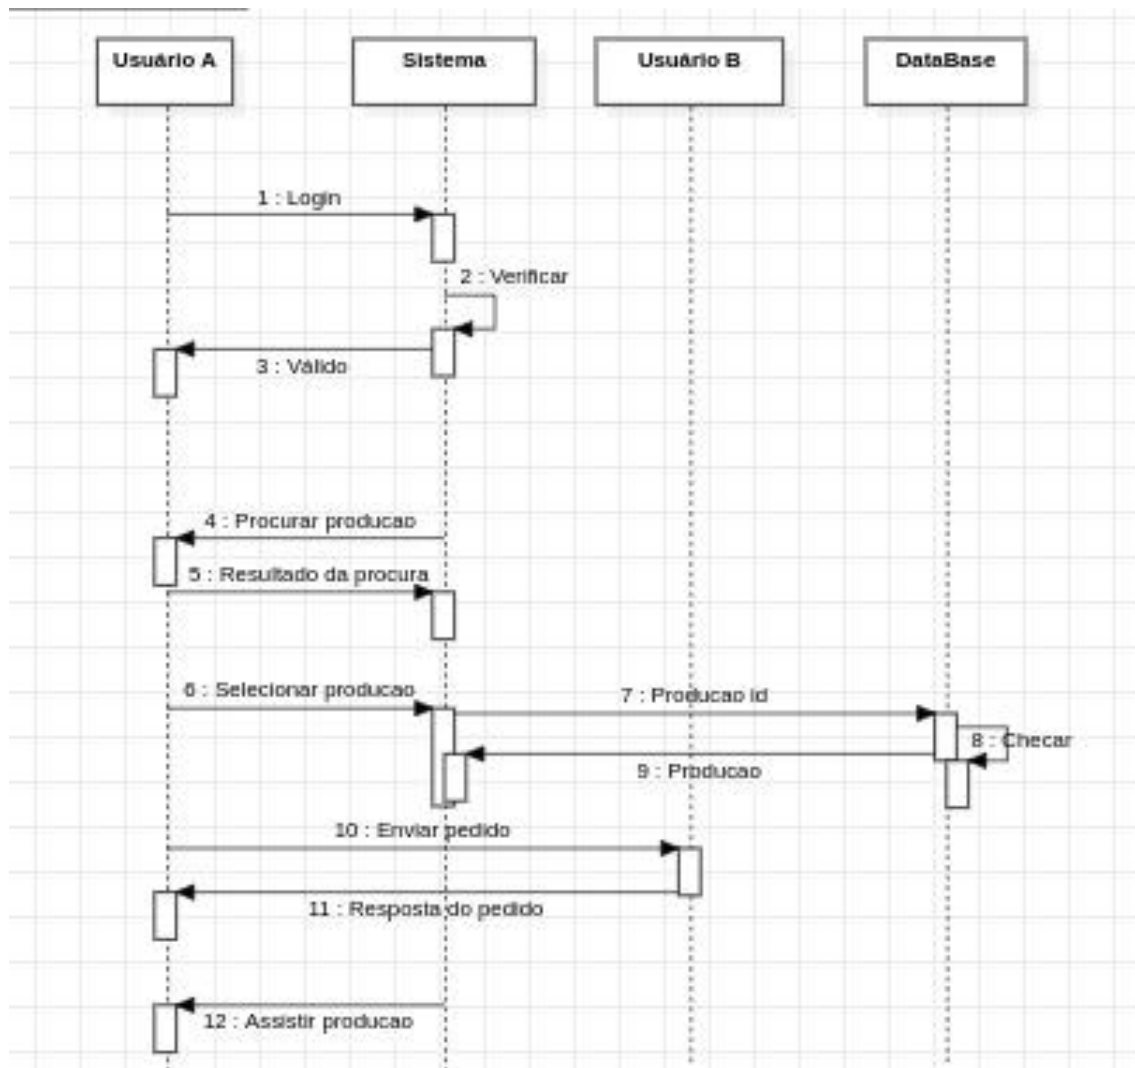 Usuário A
Sistema
Usuário B
DataBase
1 : Login
2 : Verificar
3 : Válido
4 : Procurar producao
5 : Resultado da procura
6 : Selecionar producao
7 : Producao id
8 : Checar
9 : Producao
10 : Enviar pedido
11 : Resposta do pedido
12 : Assistir producao